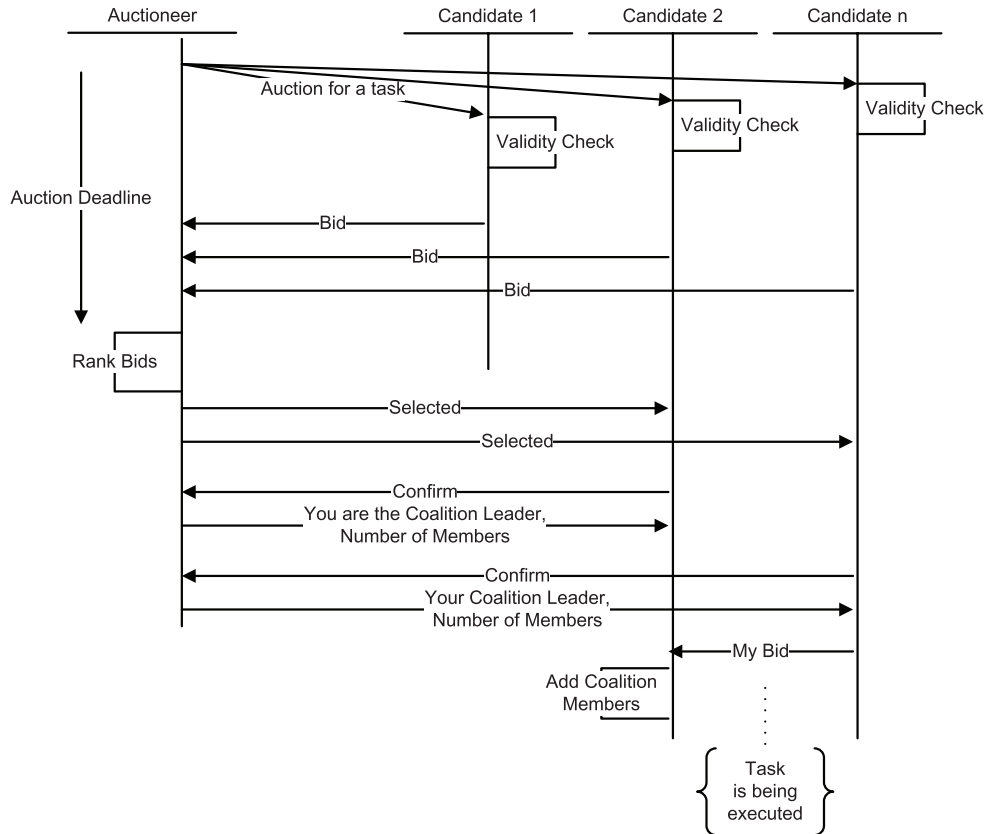 Auctioneer
Candidate 1
Candidate 2
Candidate n
Auction for a task
Validity Check
Validity Check
Validity Check
Auction Deadline
Bid
Bid
Bid
Rank Bids
Selected
Selected
Confirm
You are the Coalition Leader,
Number of Members
Confirm
Your Coalition Leader,
Number of Members
My Bid
Add Coalition
Members
Task
is being
executed